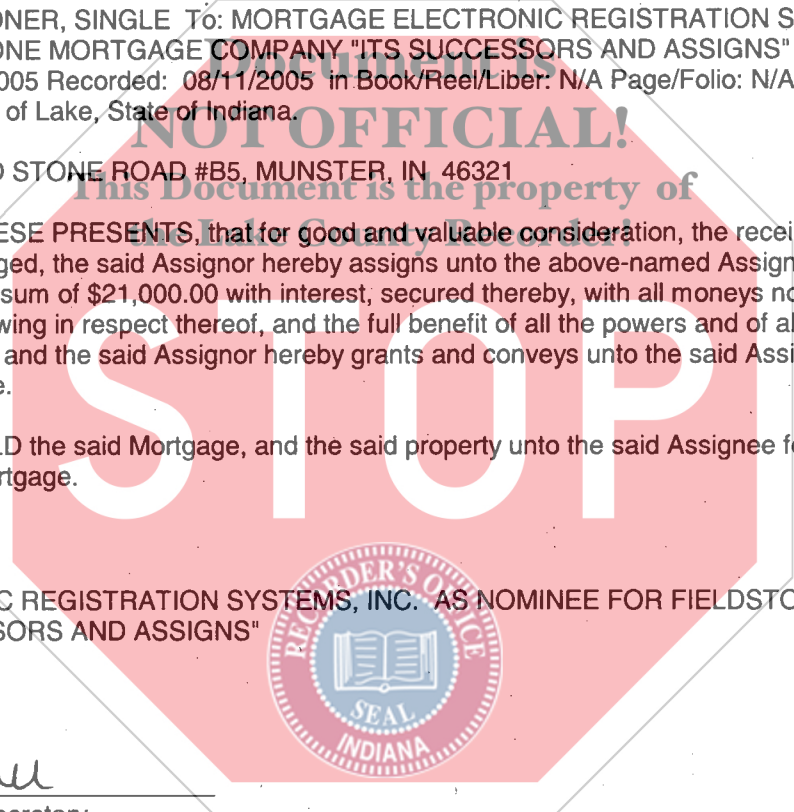 ONER, SINGLE To: MORTGAGE ELECTRONIC REGISTRATION S
ONE MORTGAGE COMPANY "ITS SUCCESSORS AND ASSIGNS"
Document is
005 Recorded: 08/11/2005 in Book/Reel/Liber: N/A Page/Folio: N/A
of Lake, State of Indiana.
NOT OFFICIAL!
STONE ROAD #B5, MUNSTER, IN 46321
This Document is the property of
ESE PRESENTS, that for good and valuable consideration, the recei
the Lake County Recorder!
ged, the said Assignor hereby assigns unto the above-named Assign
sum of $21,000.00 with interest, secured thereby, with all moneys no
wing in respect thereof, and the full benefit of all the powers and of al
and the said Assignor hereby grants and conveys unto the said Assi
e.
STOP
LD the said Mortgage, and the said property unto the said Assignee f
rtgage.
C REGISTRATION SYSTEMS, INC. AS NOMINEE FOR FIELDSTO
SORS AND ASSIGNS"
RECORDER'S OFFICE
SEAL
INDIANA